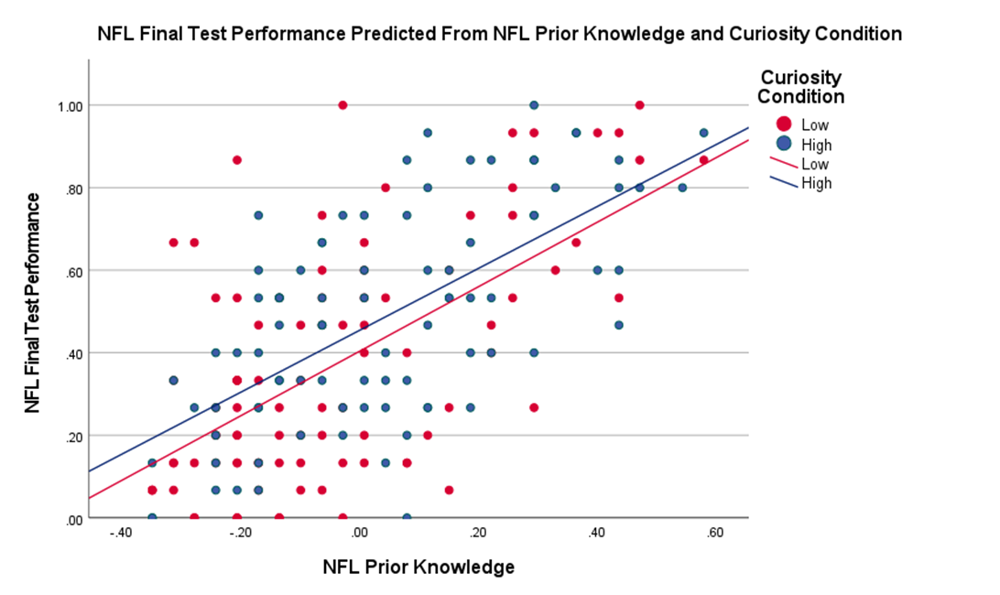 NFL Final Test Performance Predicted From NFL Prior Knowledge and Curiosity Condition
Curiosity
Condition
Low
High
Low
High
NFL Final Test Performance
1.00
.80
.60
.40
.20
.00
-.40
-.20
.00
.20
.40
.60
NFL Prior Knowledge